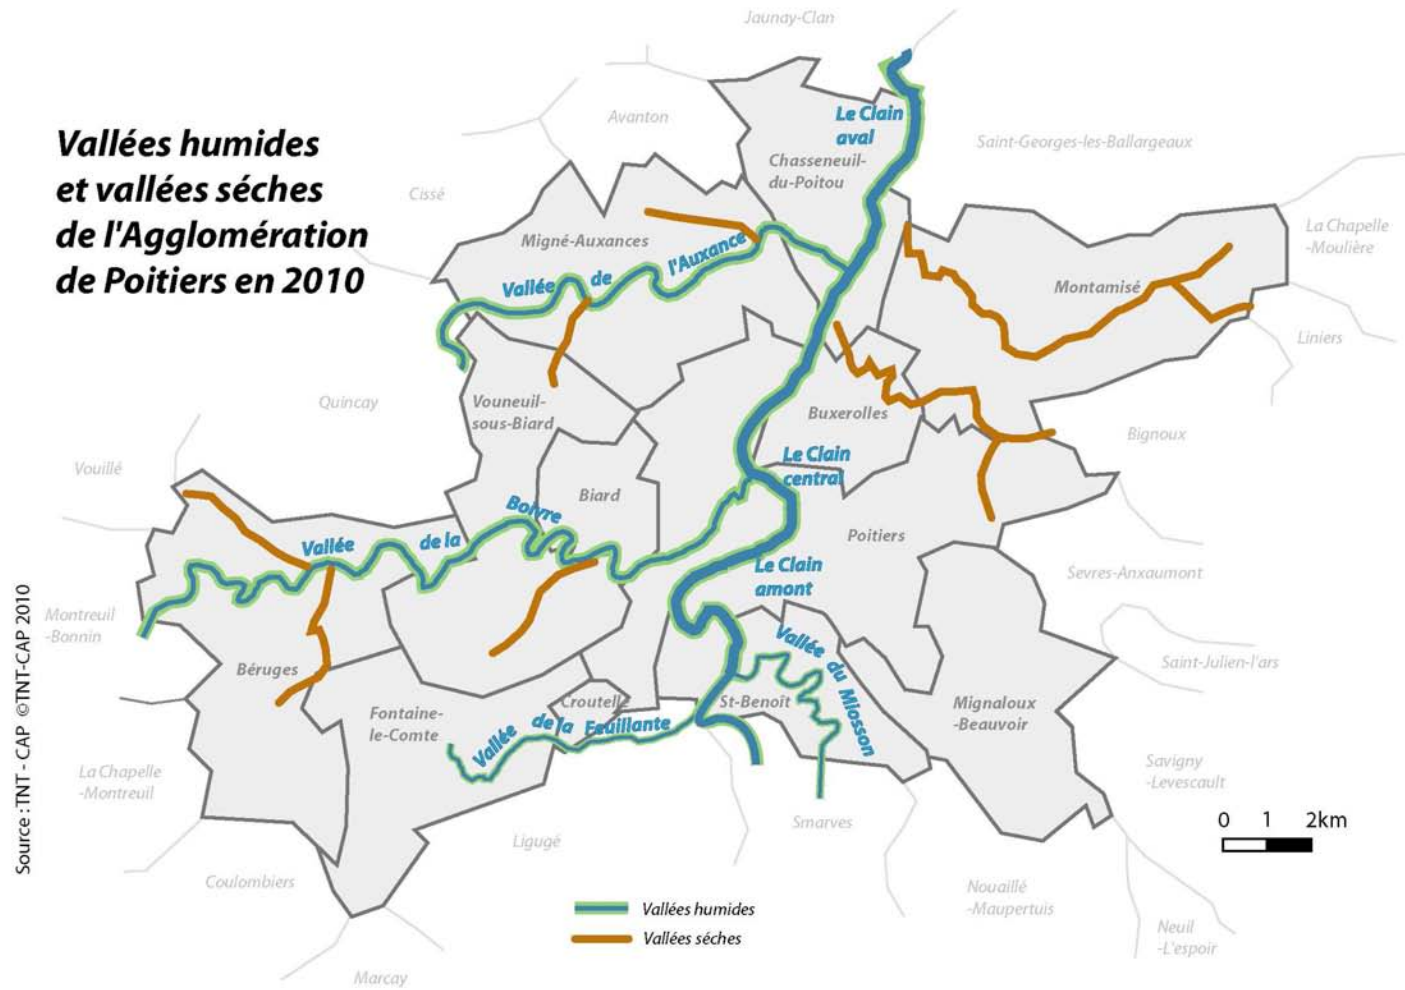 Vallées humides
et vallées séches
de l'Agglomération
de Poitiers en 2010
Jaunay-Clan
Avanton
Le Clain
aval
Chasseneuil-
du-Poitou
Saint-Georges-les-Ballargeaux
Cissé
La Chapelle
-Moulière
Migné-Auxances
Vallée de l'Auxance
Montamisé
Liniers
Quincay
Vouneuil-
sous-Biard
Buxerolles
Bignoux
Vouillé
Le Clain
central
Biard
Vallée de la Boivre
Poitiers
Le Clain
amont
Sevres-Anxaumont
Montreuil
-Bonnin
Béruges
Vallée du Miosson
Saint-Julien-l'ars
Fontaine-
le-Comte
Croutelle
St-Benoît
Mignaloux
-Beauvoir
Vallée de la Feuillante
La Chapelle
-Montreuil
Savigny
-Levescault
Smarves
Ligugé
0 1 2km
Coulombiers
Nouaillé
-Maupertuis
Neuil
-L'espoir
Marcay
Vallées humides
Vallées séches
Source : TNT - CAP ©TNT-CAP 2010